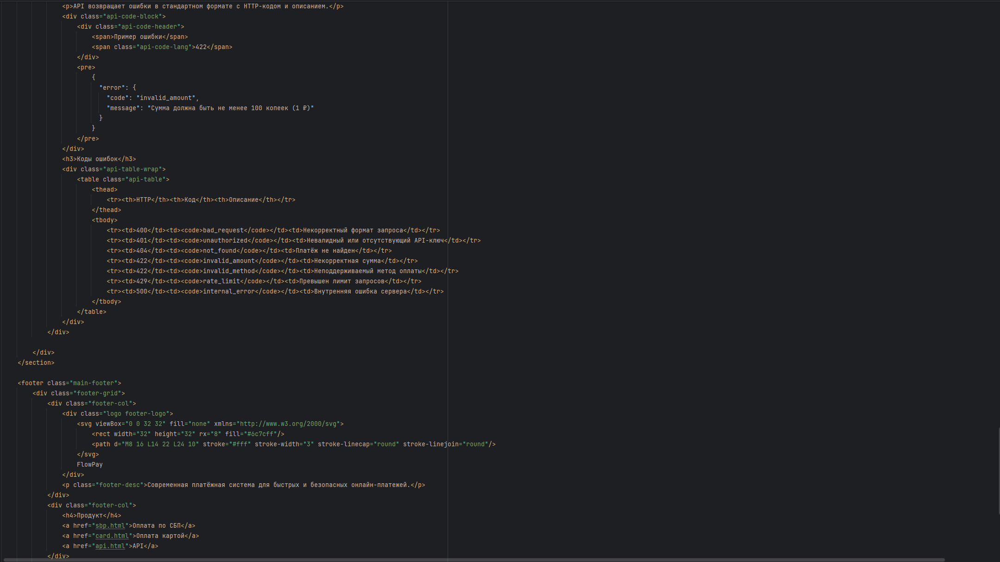 <p>API возвращает ошибки в стандартном формате с HTTP-кодом и описанием.</p>
<div class="api-code-block">
<div class="api-code-header">
<span>Пример ошибки</span>
<span class="api-code-lang">422</span>
</div>
<pre>
{
"error": {
"code": "invalid_amount",
"message": "Сумма должна быть не менее 100 копеек (1 ₽)"
}
}
</pre>
</div>
<h3>Коды ошибок</h3>
<div class="api-table-wrap">
<table class="api-table">
<thead>
<tr><th>HTTP</th><th>Код</th><th>Описание</th></tr>
</thead>
<tbody>
<tr><td>400</td><td><code>bad_request</code></td><td>Некорректный формат запроса</td></tr>
<tr><td>401</td><td><code>unauthorized</code></td><td>Невалидный или отсутствующий API-ключ</td></tr>
<tr><td>404</td><td><code>not_found</code></td><td>Платёж не найден</td></tr>
<tr><td>422</td><td><code>invalid_amount</code></td><td>Некорректная сумма</td></tr>
<tr><td>422</td><td><code>invalid_method</code></td><td>Неподдерживаемый метод оплаты</td></tr>
<tr><td>429</td><td><code>rate_limit</code></td><td>Превышен лимит запросов</td></tr>
<tr><td>500</td><td><code>internal_error</code></td><td>Внутренняя ошибка сервера</td></tr>
</tbody>
</table>
</div>
</div>
</div>
</section>
<footer class="main-footer">
<div class="footer-grid">
<div class="footer-col">
<div class="logo footer-logo">
<svg viewBox="0 0 32 32" fill="none" xmlns="http://www.w3.org/2000/svg">
<rect width="32" height="32" rx="8" fill="#6c7cff"/>
<path d="M8 16 L14 22 L24 10" stroke="#fff" stroke-width="3" stroke-linecap="round" stroke-linejoin="round"/>
</svg>
FlowPay
</div>
<p class="footer-desc">Современная платёжная система для быстрых и безопасных онлайн-платежей.</p>
</div>
<div class="footer-col">
<h4>Продукт</h4>
<a href="sbp.html">Оплата по СБП</a>
<a href="card.html">Оплата картой</a>
<a href="api.html">API</a>
</div>